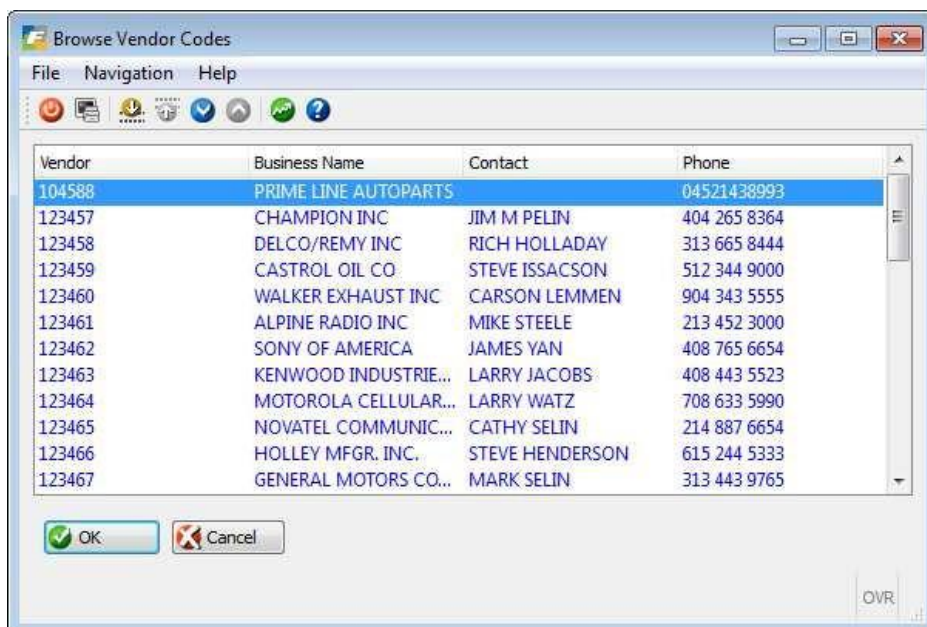 Browse Vendor Codes
File Navigation Help
Vendor Business Name Contact Phone
104588 PRIME LINE AUTOPARTS 04521438993
123457 CHAMPION INC JIM M PELIN 404 265 8364
123458 DELCO/REMY INC RICH HOLLADAY 313 665 8444
123459 CASTROL OIL CO STEVE ISSACSON 512 344 9000
123460 WALKER EXHAUST INC CARSON LEMMEN 904 343 5555
123461 ALPINE RADIO INC MIKE STEELE 213 452 3000
123462 SONY OF AMERICA JAMES YAN 408 765 6654
123463 KENWOOD INDUSTRIE... LARRY JACOBS 408 443 5523
123464 MOTOROLA CELLULAR... LARRY WATZ 708 633 5990
123465 NOVATEL COMMUNIC... CATHY SELIN 214 887 6654
123466 HOLLEY MFGR. INC. STEVE HENDERSON 615 244 5333
123467 GENERAL MOTORS CO... MARK SELIN 313 443 9765
OK Cancel
OVR